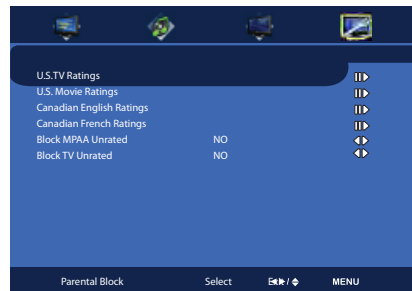 U.S.TV Ratings
U.S. Movie Ratings
Canadian English Ratings
Canadian French Ratings
Block MPAA Unrated NO
Block TV Unrated NO
Parental Block Select MENU